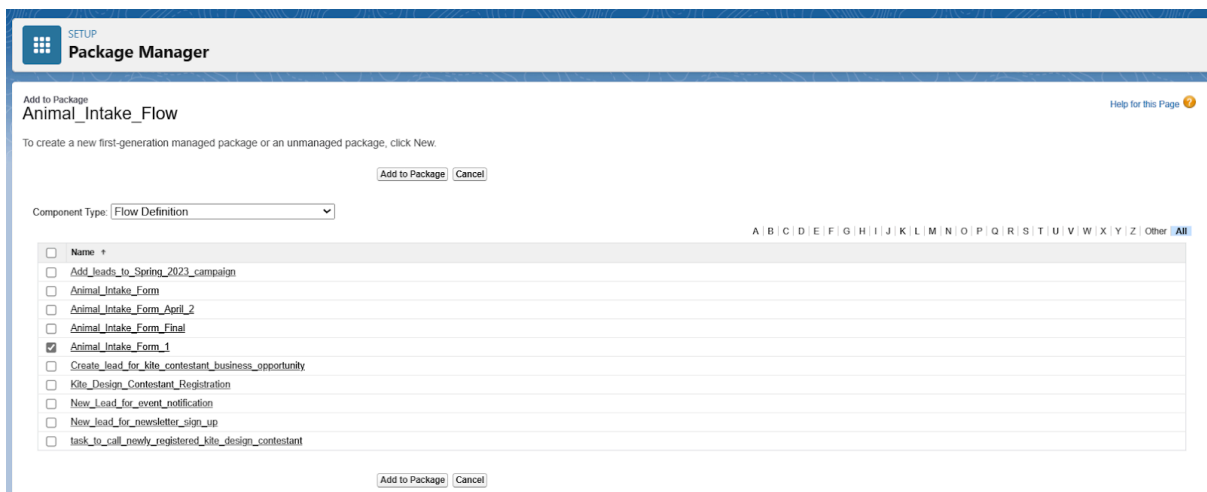 SETUP
Package Manager
Add to Package
Animal_Intake_Flow
Help for this Page ?
To create a new first-generation managed package or an unmanaged package, click New.
Add to Package Cancel
Component Type: Flow Definition
A | B | C | D | E | F | G | H | I | J | K | L | M | N | O | P | Q | R | S | T | U | V | W | X | Y | Z | Other All
Name ↑
Add_leads_to_Spring_2023_campaign
Animal_Intake_Form
Animal_Intake_Form_April_2
Animal_Intake_Form_Final
Animal_Intake_Form_1
Create_lead_for_kite_contestant_business_opportunity
Kite_Design_Contestant_Registration
New_Lead_for_event_notification
New_lead_for_newsletter_sign_up
task_to_call_newly_registered_kite_design_contestant
Add to Package Cancel